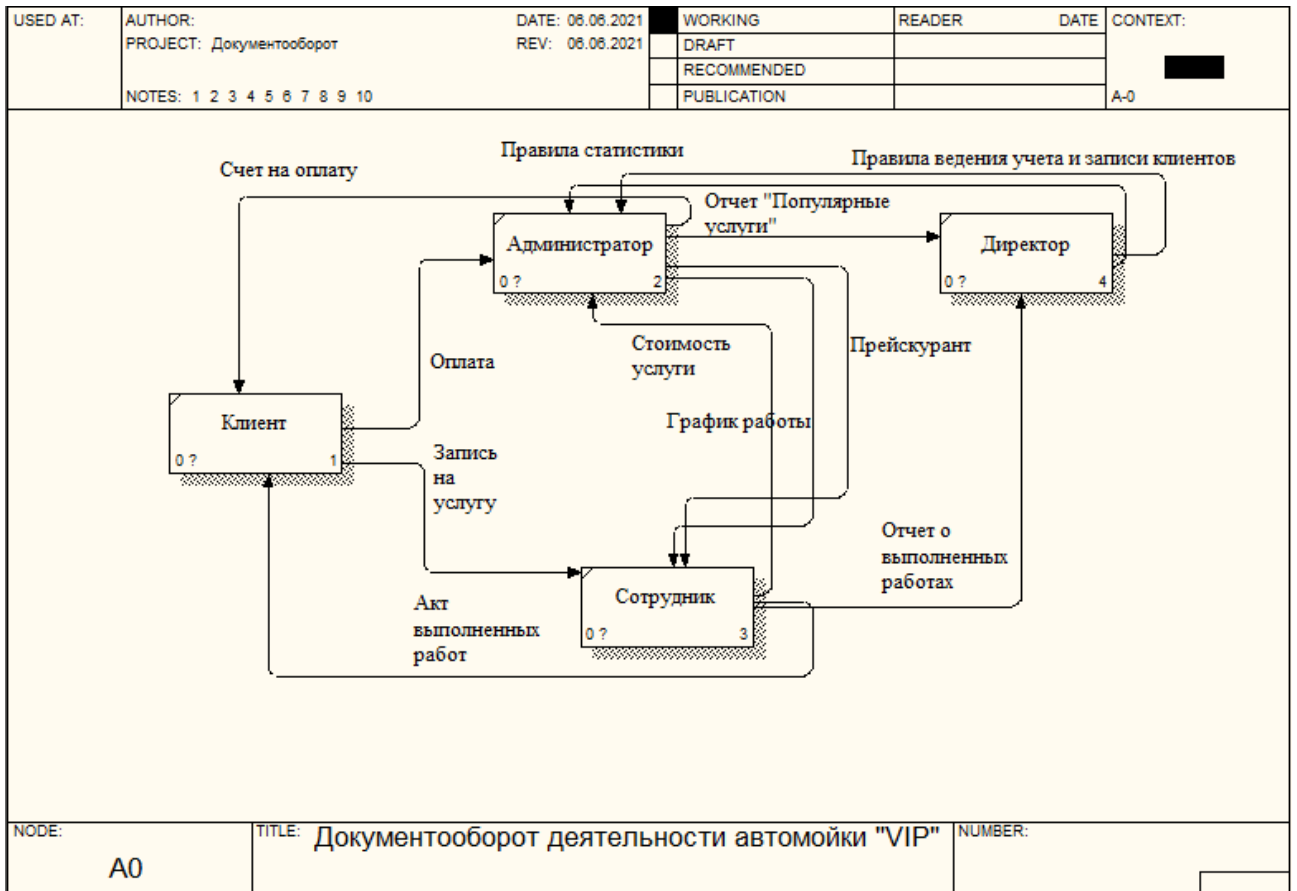 USED AT:
AUTHOR:
DATE: 06.06.2021
WORKING
READER
DATE
CONTEXT:
PROJECT: Документооборот
REV: 06.06.2021
DRAFT
RECOMMENDED
NOTES: 1 2 3 4 5 6 7 8 9 10
PUBLICATION
A-0
Правила статистики
Правила ведения учета и записи клиентов
Счет на оплату
Отчет "Популярные
услуги"
Администратор
0 ?
2
Директор
0 ?
4
Стоимость
услуги
Прейскурант
Оплата
Клиент
0 ?
1
График работы
Запись
на
услугу
Отчет о
выполненных
работах
Сотрудник
0 ?
3
Акт
выполненных
работ
NODE:
A0
TITLE: Документооборот деятельности автомойки "VIP"
NUMBER: